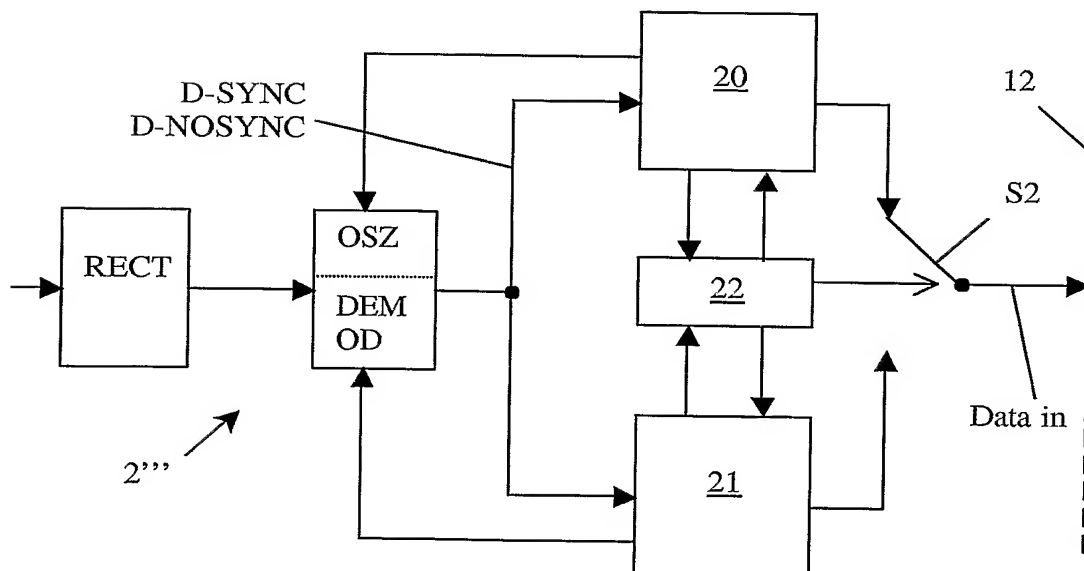 20
12
D-SYNC
D-NOSYNC
S2
RECT
OSZ
DEM
OD
22
Data in
2’’’
21